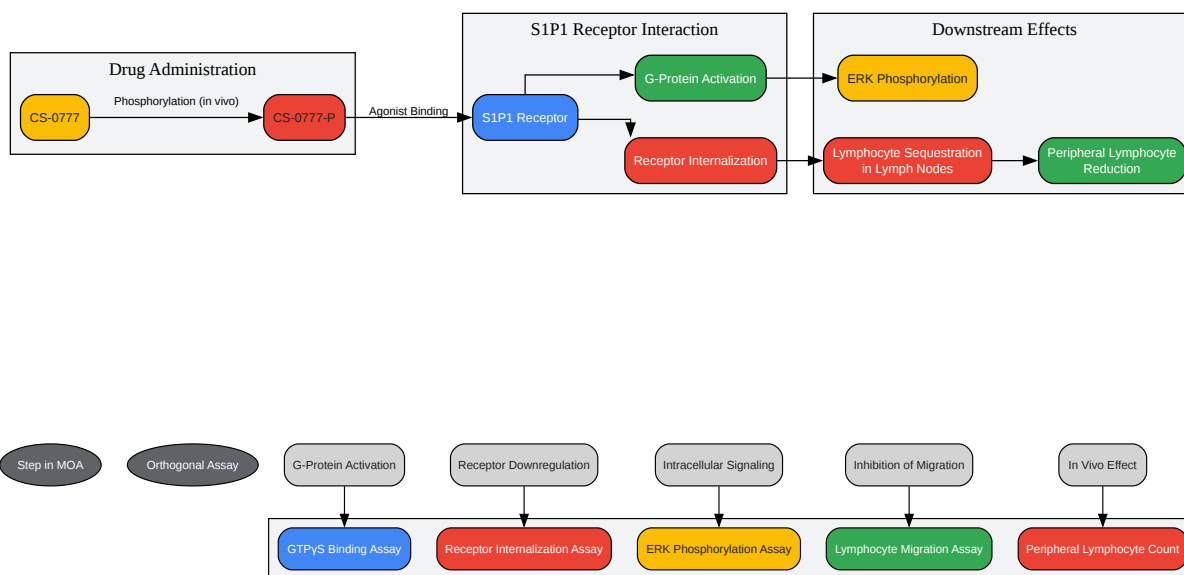 Drug Administration
CS-0777
Phosphorylation (in vivo)
CS-0777-P
Agonist Binding
S1P1 Receptor Interaction
S1P1 Receptor
G-Protein Activation
Receptor Internalization
Downstream Effects
ERK Phosphorylation
Lymphocyte Sequestration
in Lymph Nodes
Peripheral Lymphocyte
Reduction
Step in MOA
Orthogonal Assay
G-Protein Activation
Receptor Downregulation
Intracellular Signaling
Inhibition of Migration
In Vivo Effect
GTPγS Binding Assay
Receptor Internalization Assay
ERK Phosphorylation Assay
Lymphocyte Migration Assay
Peripheral Lymphocyte Count